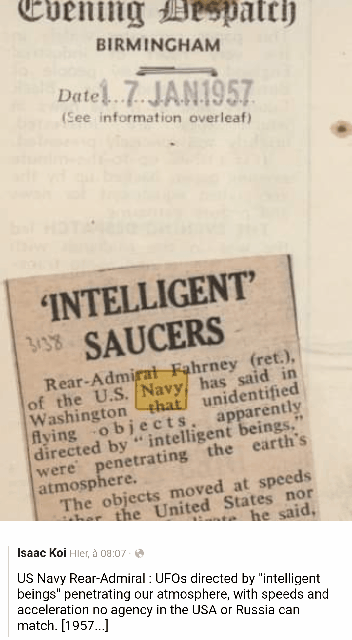 Evening Despatch
BIRMINGHAM
Date 17 JAN 1957
(See information overleaf)
3138
'INTELLIGENT'
SAUCERS
Rear-Admiral Fahrney (ret.),
of the U.S. Navy, has said in
Washington that unidentified
flying objects, apparently
directed by "intelligent beings,"
were penetrating the earth's
atmosphere.
The objects moved at speeds
the United States nor
he said,
Isaac Koi Hier, à 08:07 ·
US Navy Rear-Admiral : UFOs directed by "intelligent
beings" penetrating our atmosphere, with speeds and
acceleration no agency in the USA or Russia can
match. [1957...]